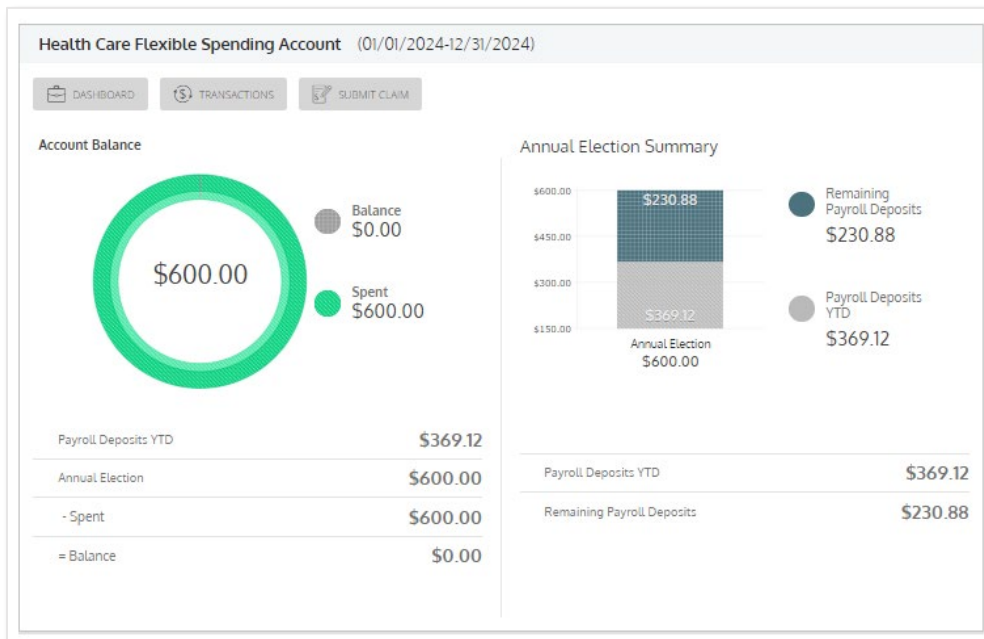 Health Care Flexible Spending Account (01/01/2024-12/31/2024)
DASHBOARD
TRANSACTIONS
SUBMIT CLAIM
Account Balance
$600.00
Balance
$0.00
Spent
$600.00
Payroll Deposits YTD $369.12
Annual Election $600.00
- Spent $600.00
= Balance $0.00
Annual Election Summary
$600.00
$450.00
$300.00
$150.00
$230.88
$369.12
Annual Election
$600.00
Remaining
Payroll Deposits
$230.88
Payroll Deposits
YTD
$369.12
Payroll Deposits YTD $369.12
Remaining Payroll Deposits $230.88